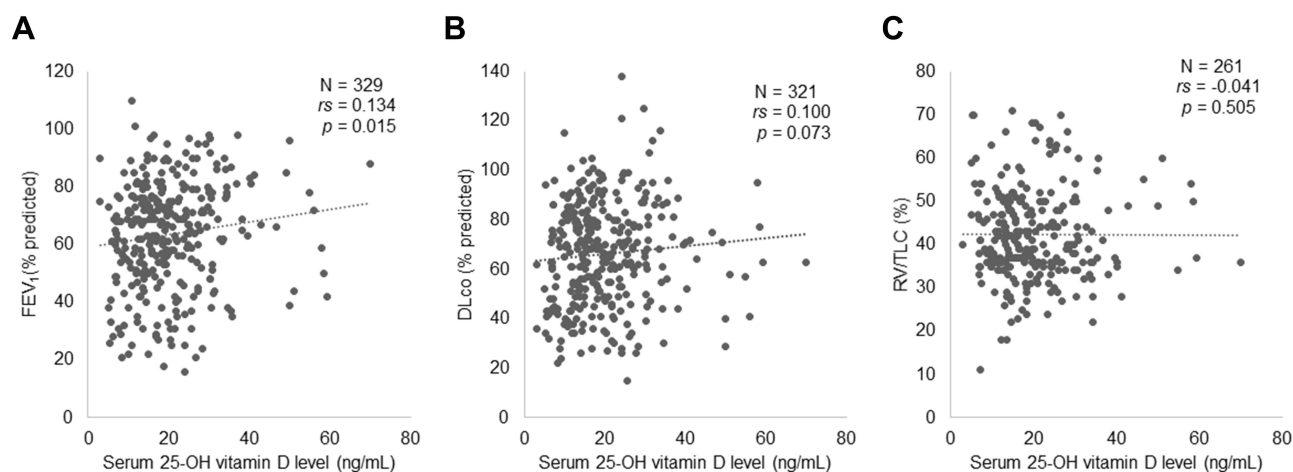 A
N = 329
rs = 0.134
p = 0.015
FEV₁(% predicted)
120
100
80
60
40
20
0
0 20 40 60 80
Serum 25-OH vitamin D level (ng/mL)
B
N = 321
rs = 0.100
p = 0.073
DLco (% predicted)
140
120
100
80
60
40
20
0
0 20 40 60 80
Serum 25-OH vitamin D level (ng/mL)
C
N = 261
rs = -0.041
p = 0.505
RV/TLC (%)
80
70
60
50
40
30
20
10
0
0 20 40 60 80
Serum 25-OH vitamin D level (ng/mL)